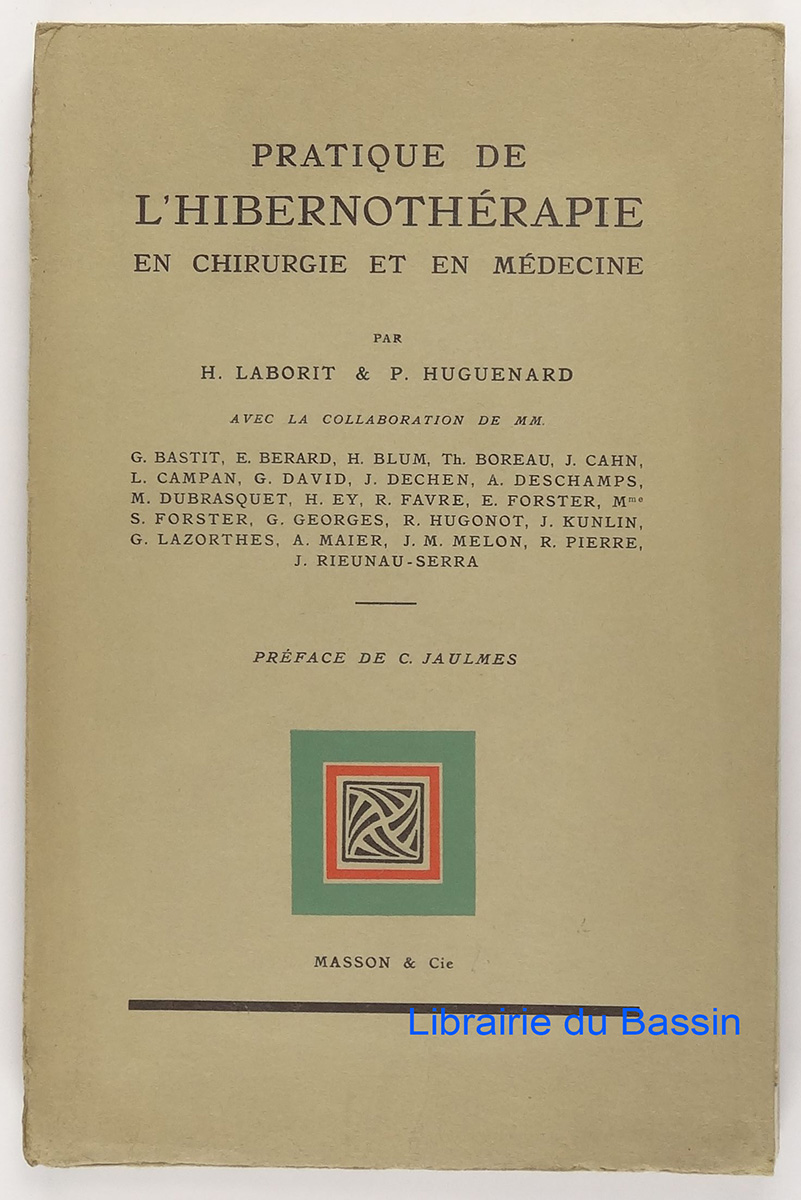 PRATIQUE DE
L'HIBERNOTHÉRAPIE
EN CHIRURGIE ET EN MÉDECINE
PAR
H. LABORIT & P. HUGUENARD
AVEC LA COLLABORATION DE MM.
G. BASTIT, E. BERARD, H. BLUM, Th. BOREAU, J. CAHN,
L. CAMPAN, G. DAVID, J. DECHEN, A. DESCHAMPS,
M. DUBRASQUET, H. EY, R. FAVRE, E. FORSTER, Mme
S. FORSTER, G. GEORGES, R. HUGONOT, J. KUNLIN,
G. LAZORTHES, A. MAIER, J. M. MELON, R. PIERRE,
J. RIEUNAU-SERRA
PRÉFACE DE C. JAULMES
MASSON & Cie
Librairie du Bassin